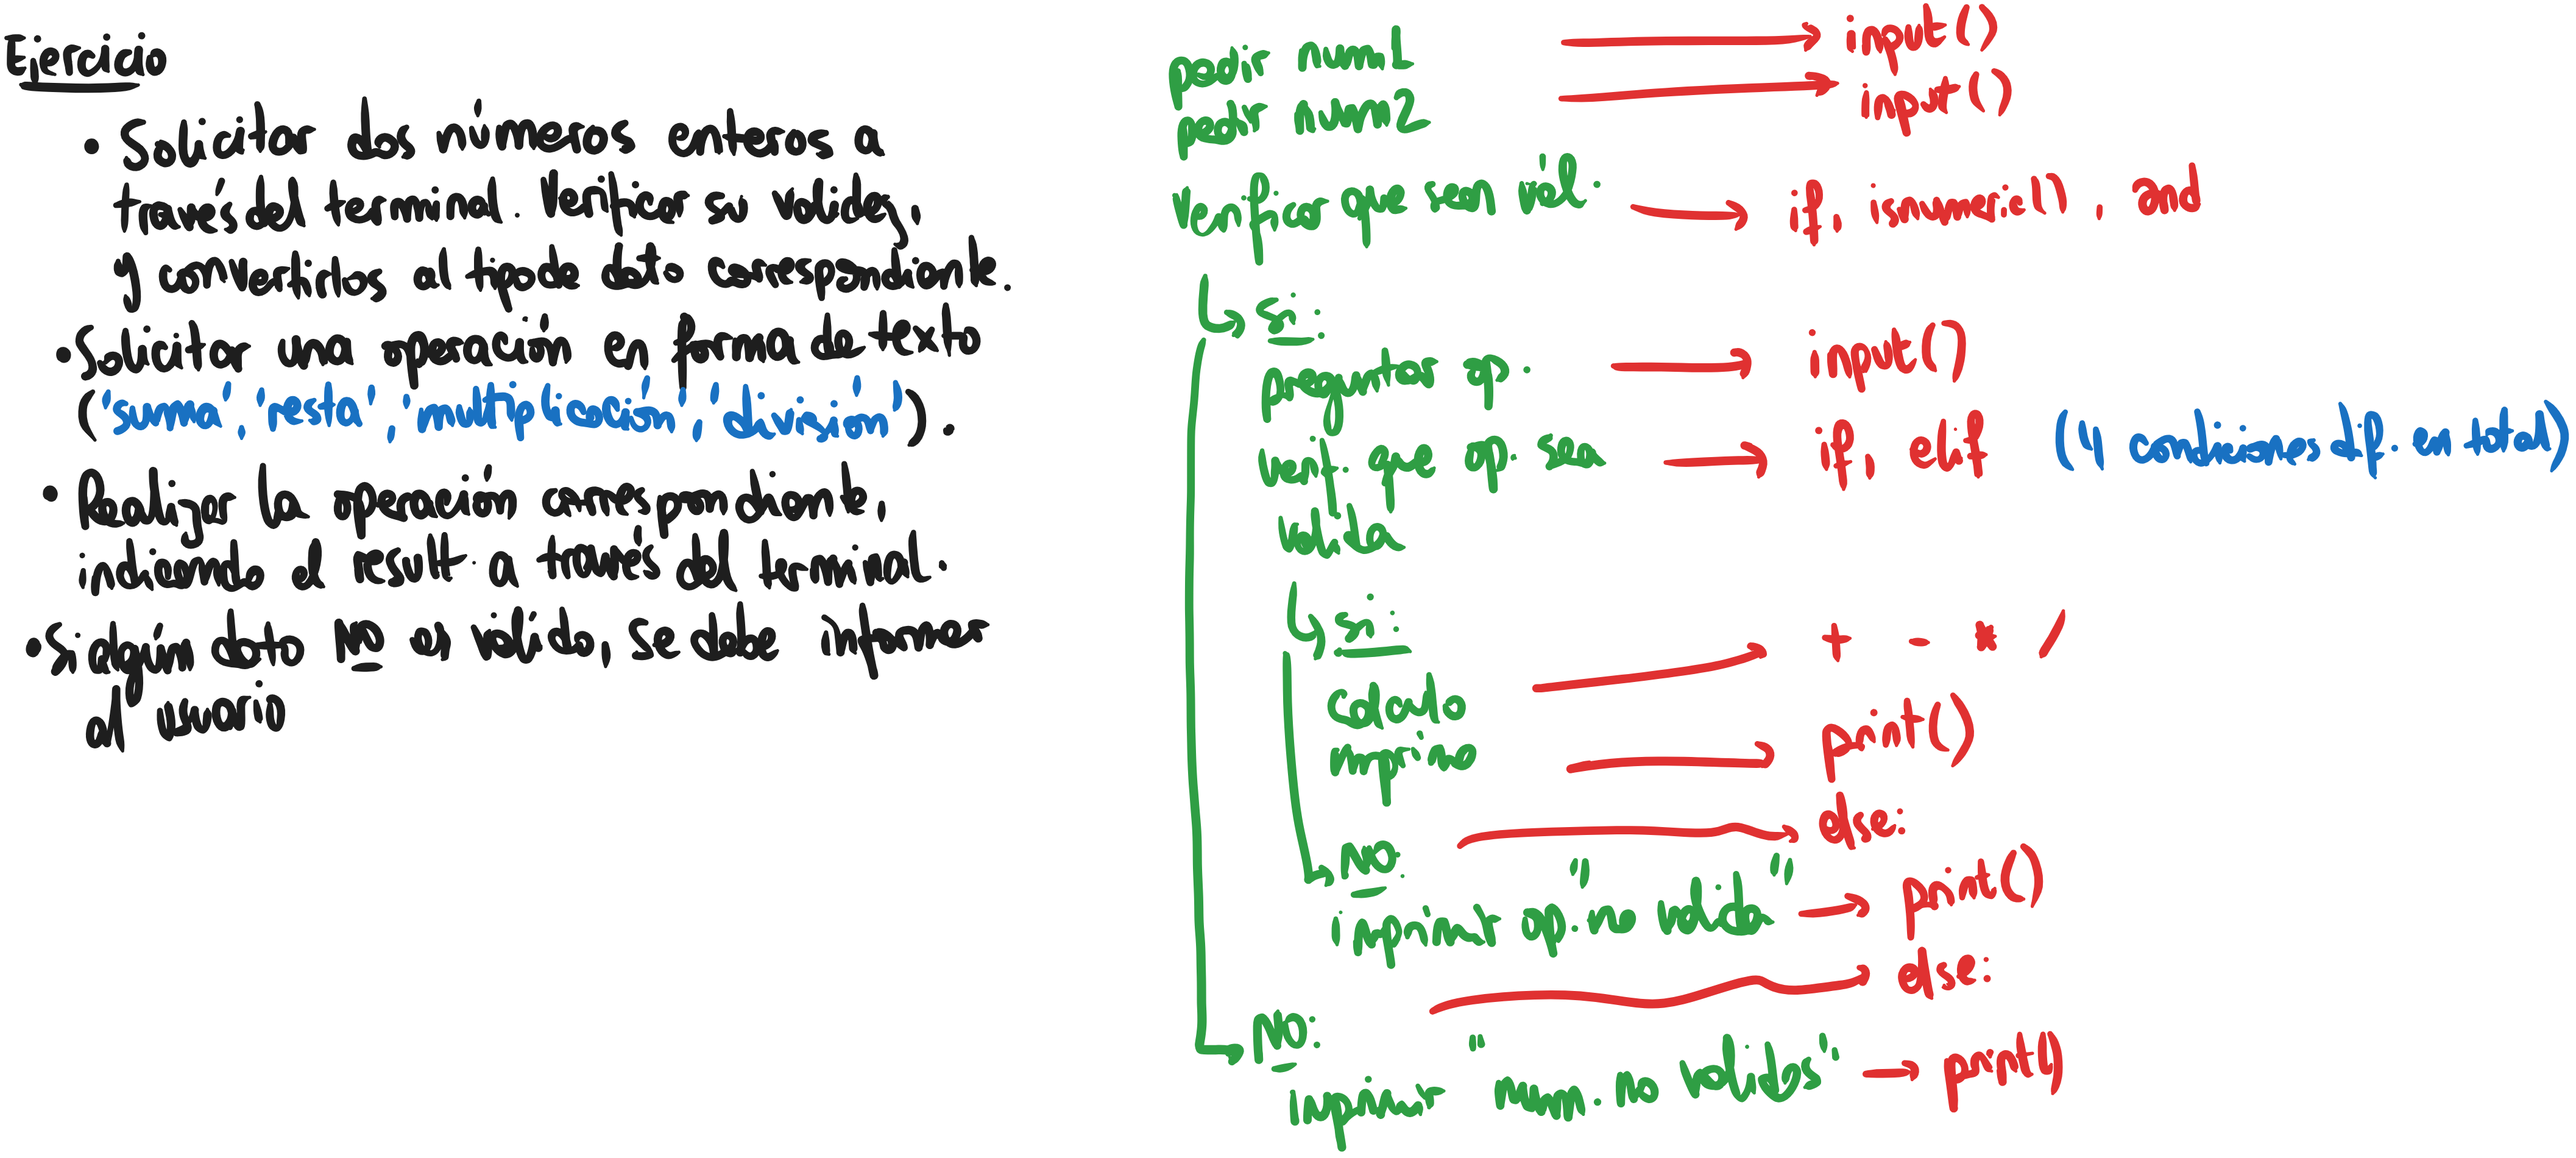 Ejercicio
• Solicitar dos números enteros a
través del terminal. Verificar su validez,
y convertirlos al tipo de dato correspondiente.
• Solicitar una operación en forma de texto
('suma', 'resta', 'multiplicación', 'división').
• Realizar la operación correspondiente,
indicando el result. a través del terminal.
• Si algún dato NO es válido, se debe informar
al usuario
pedir num1 → input()
pedir num2 → input()
Verificar que sean vál. → if, isnumeric(), and
si:
preguntar op. → input()
verif. que op. sea → if, elif (4 condiciones dif. en total)
valida
si:
Calculo → + - * /
imprimo → print()
NO: → else:
imprimir "op. no valida" → print()
NO: → else:
imprimir "num. no validos" → print()